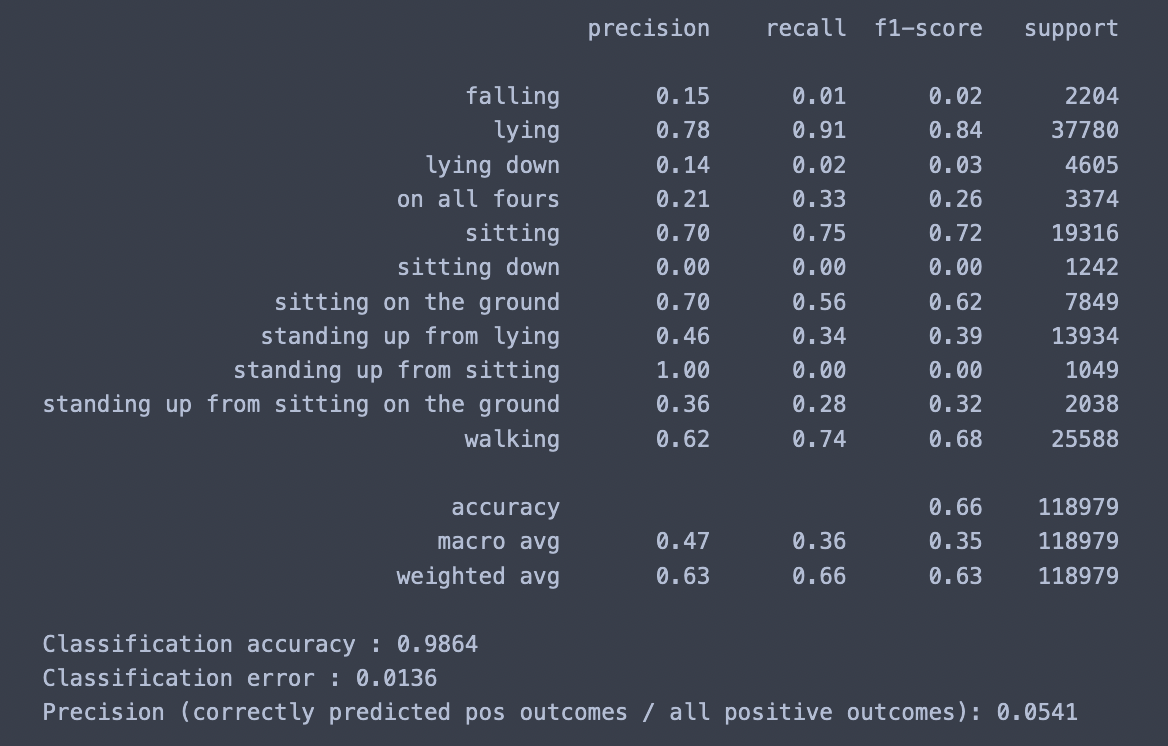 precision recall f1-score support
falling 0.15 0.01 0.02 2204
lying 0.78 0.91 0.84 37780
lying down 0.14 0.02 0.03 4605
on all fours 0.21 0.33 0.26 3374
sitting 0.70 0.75 0.72 19316
sitting down 0.00 0.00 0.00 1242
sitting on the ground 0.70 0.56 0.62 7849
standing up from lying 0.46 0.34 0.39 13934
standing up from sitting 1.00 0.00 0.00 1049
standing up from sitting on the ground 0.36 0.28 0.32 2038
walking 0.62 0.74 0.68 25588
accuracy 0.66 118979
macro avg 0.47 0.36 0.35 118979
weighted avg 0.63 0.66 0.63 118979
Classification accuracy : 0.9864
Classification error : 0.0136
Precision (correctly predicted pos outcomes / all positive outcomes): 0.0541